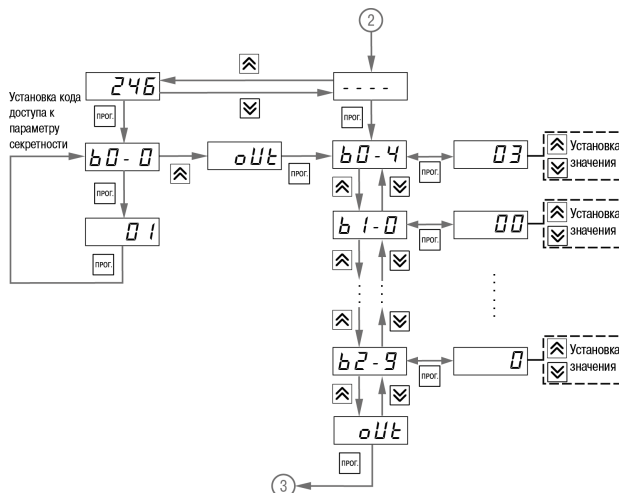 2
246
- - - -
Установка кода
доступа к
параметру
секретности
ПРОГ.
ПРОГ.
b0-0
oUt
b0-4
03
Установка
значения
ПРОГ.
ПРОГ.
ПРОГ.
01
b1-0
00
Установка
значения
ПРОГ.
ПРОГ.
b2-9
0
Установка
значения
ПРОГ.
oUt
ПРОГ.
3